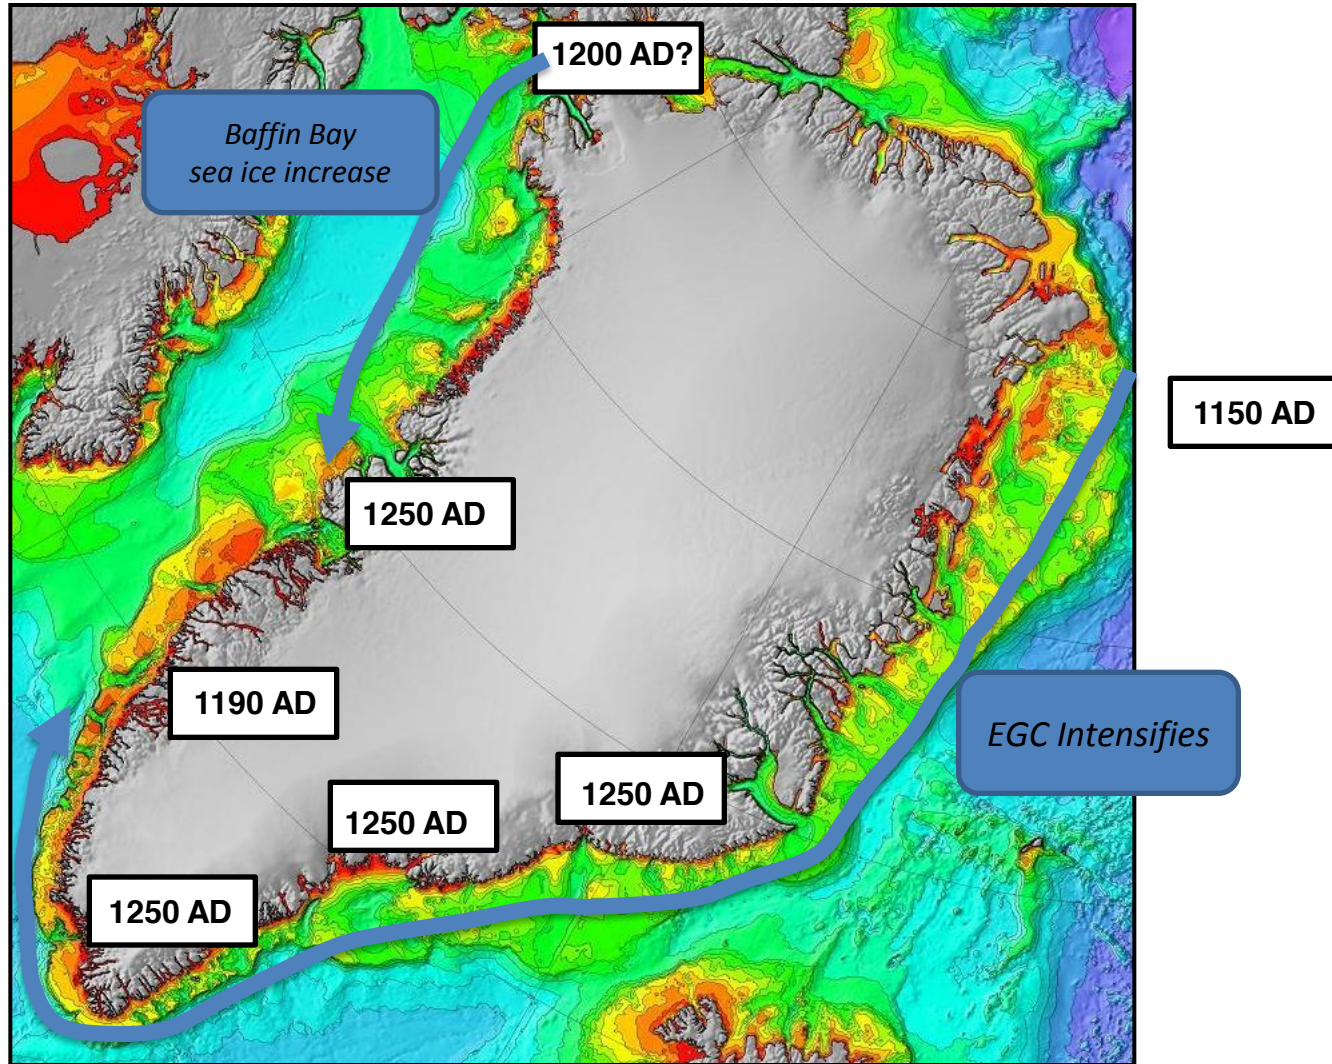 1200 AD?
Baffin Bay
sea ice increase
1150 AD
1250 AD
1190 AD
EGC Intensifies
1250 AD
1250 AD
1250 AD